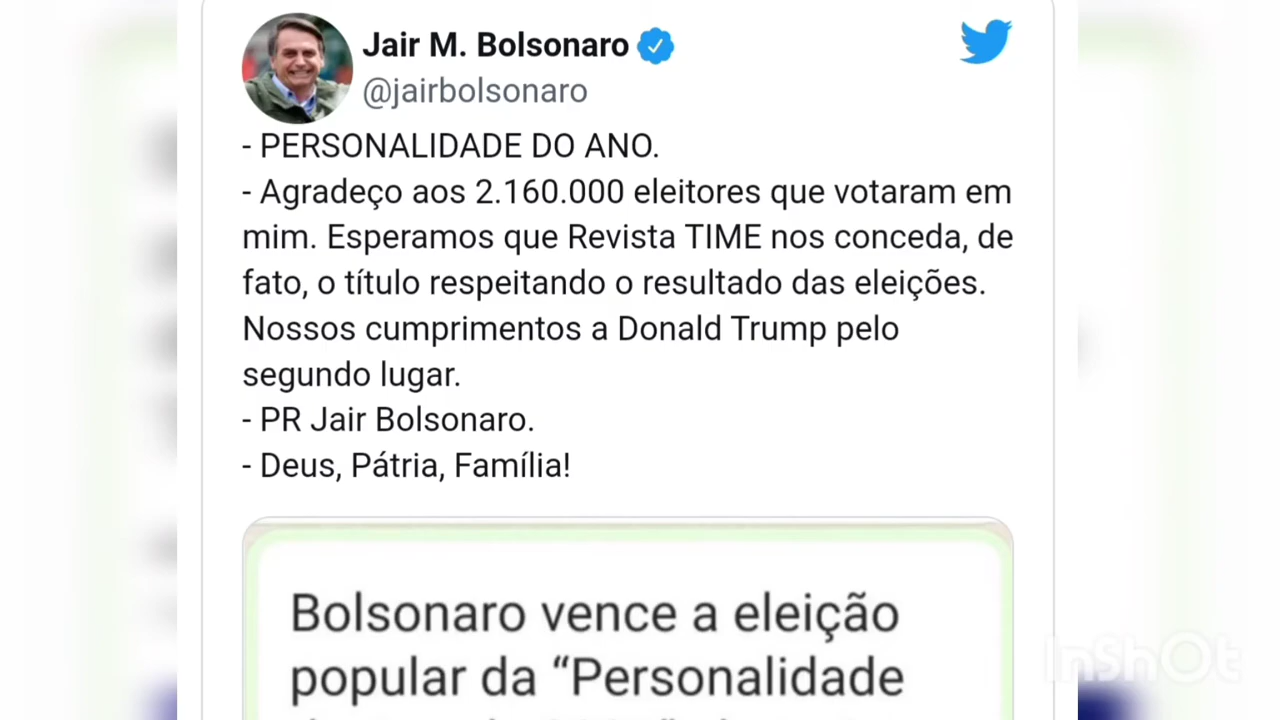 Jair M. Bolsonaro
@jairbolsonaro
- PERSONALIDADE DO ANO.
- Agradeço aos 2.160.000 eleitores que votaram em
mim. Esperamos que Revista TIME nos conceda, de
fato, o título respeitando o resultado das eleições.
Nossos cumprimentos a Donald Trump pelo
segundo lugar.
- PR Jair Bolsonaro.
- Deus, Pátria, Família!
Bolsonaro vence a eleição
popular da “Personalidade
InShOt